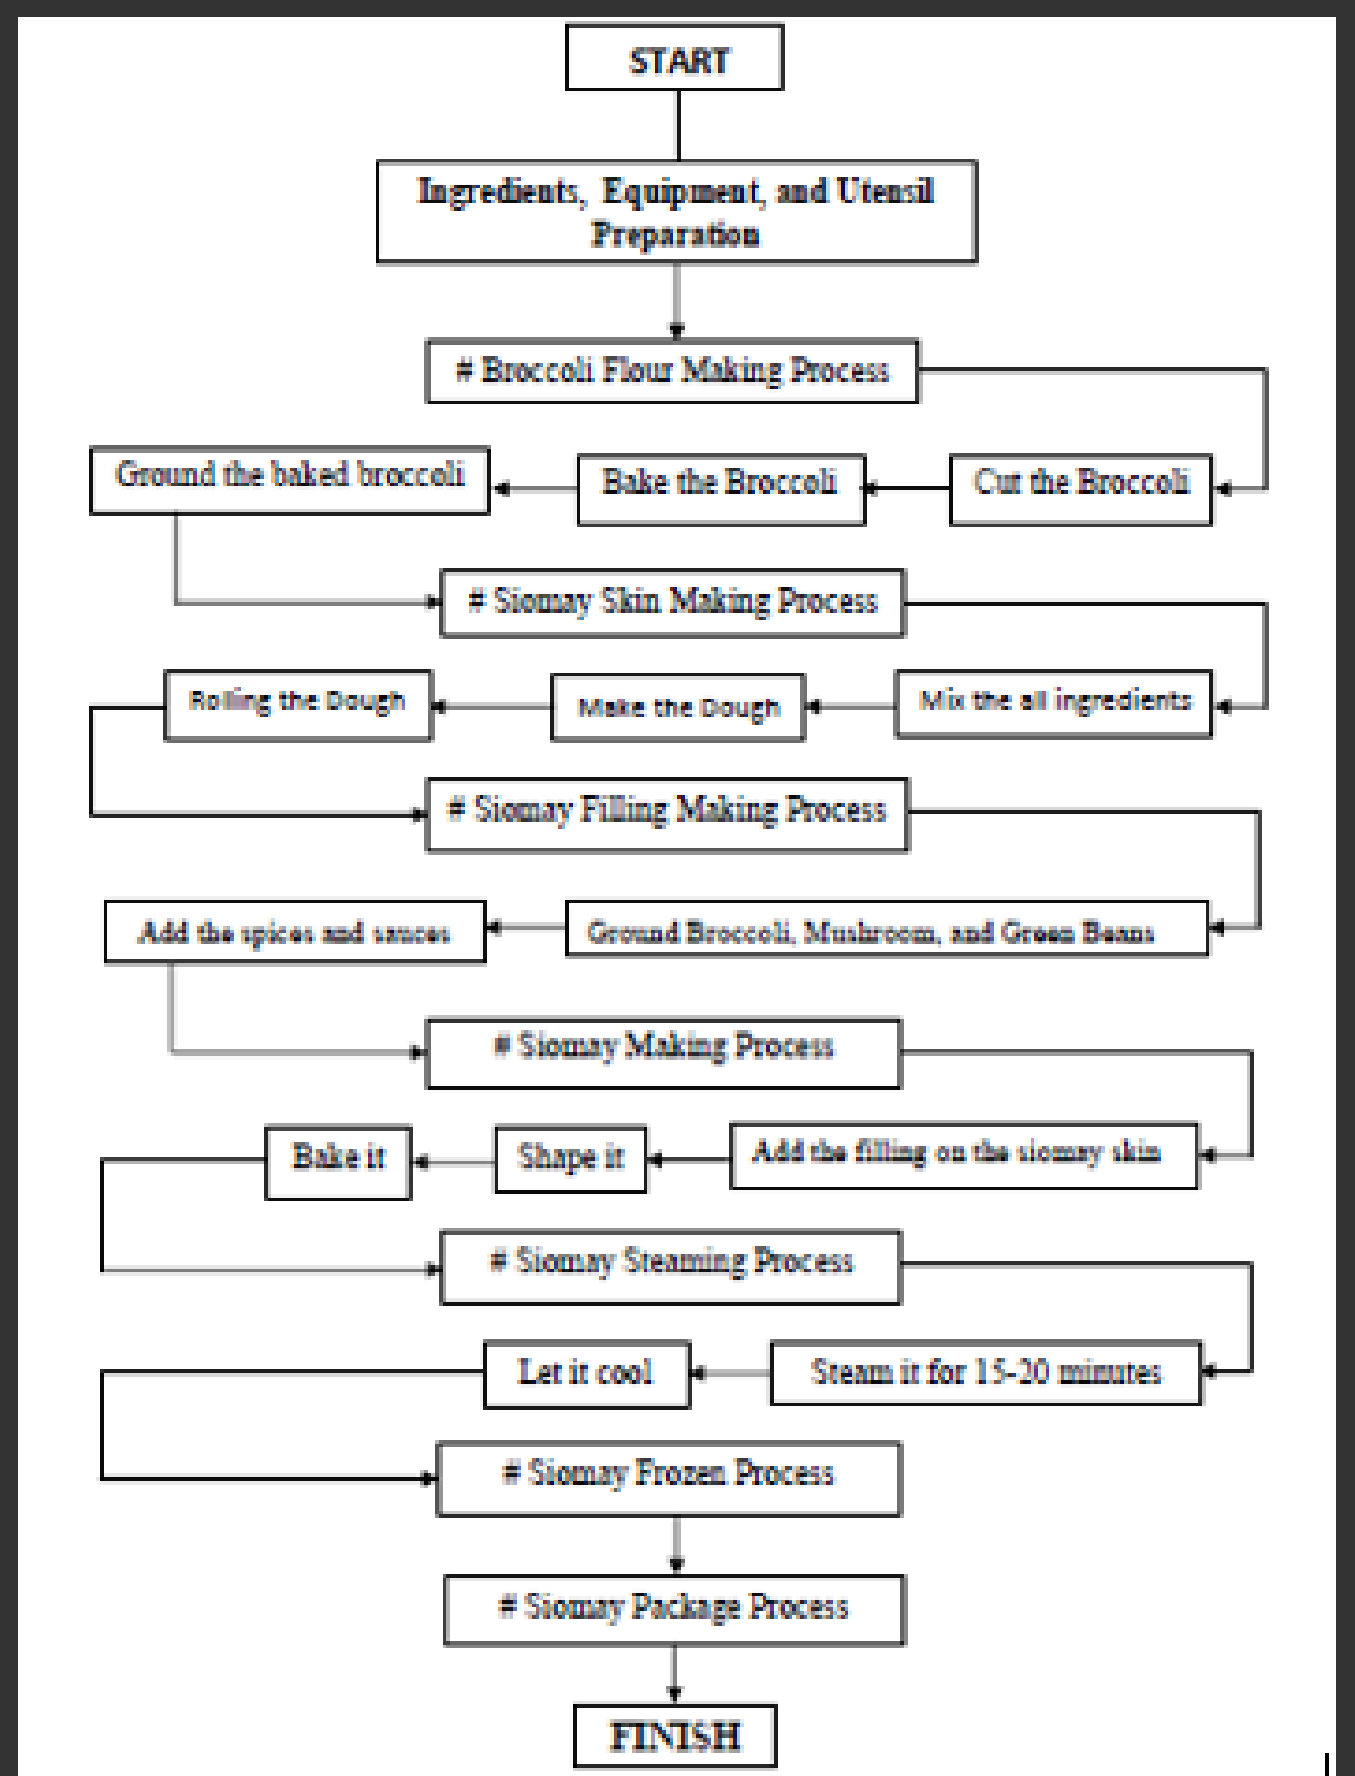 START
Ingredients, Equipment, and Utensil
Preparation
# Broccoli Flour Making Process
Cut the Broccoli
Bake the Broccoli
Ground the baked broccoli
# Siomay Skin Making Process
Mix the all ingredients
Make the Dough
Rolling the Dough
# Siomay Filling Making Process
Ground Broccoli, Mushroom, and Green Beans
Add the spices and sauces
# Siomay Making Process
Add the filling on the siomay skin
Shape it
Bake it
# Siomay Steaming Process
Steam it for 15-20 minutes
Let it cool
# Siomay Frozen Process
# Siomay Package Process
FINISH